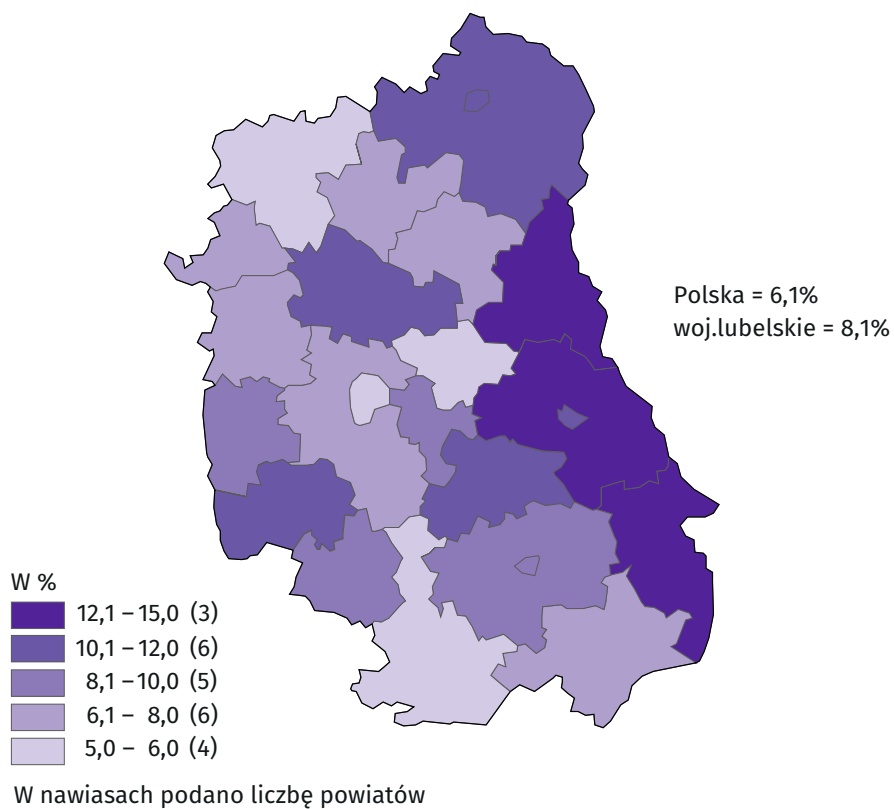 Polska = 6,1%
woj.lubelskie = 8,1%
W %
12,1 – 15,0 (3)
10,1 – 12,0 (6)
8,1 – 10,0 (5)
6,1 – 8,0 (6)
5,0 – 6,0 (4)
W nawiasach podano liczbę powiatów